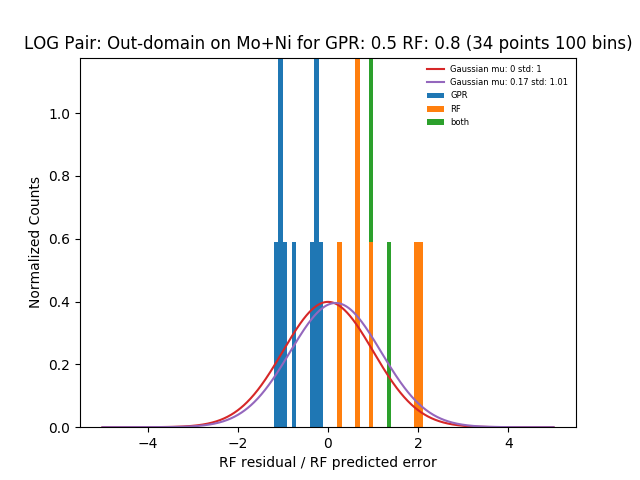 LOG Pair: Out-domain on Mo+Ni for GPR: 0.5 RF: 0.8 (34 points 100 bins)
Gaussian mu: 0 std: 1
Gaussian mu: 0.17 std: 1.01
GPR
RF
both
Normalized Counts
1.0
0.8
0.6
0.4
0.2
0.0
−4 −2 0 2 4
RF residual / RF predicted error